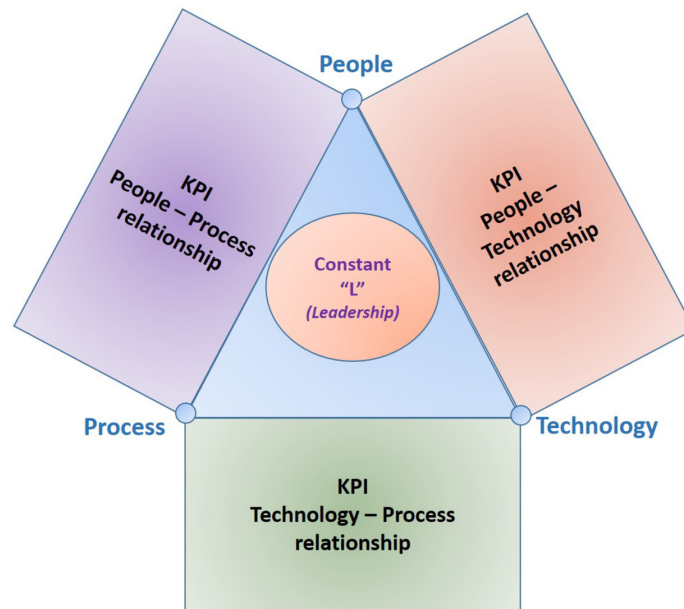 People
KPI
People – Process
relationship
KPI
People –
Technology
relationship
Constant
“L”
(Leadership)
Process
Technology
KPI
Technology – Process
relationship